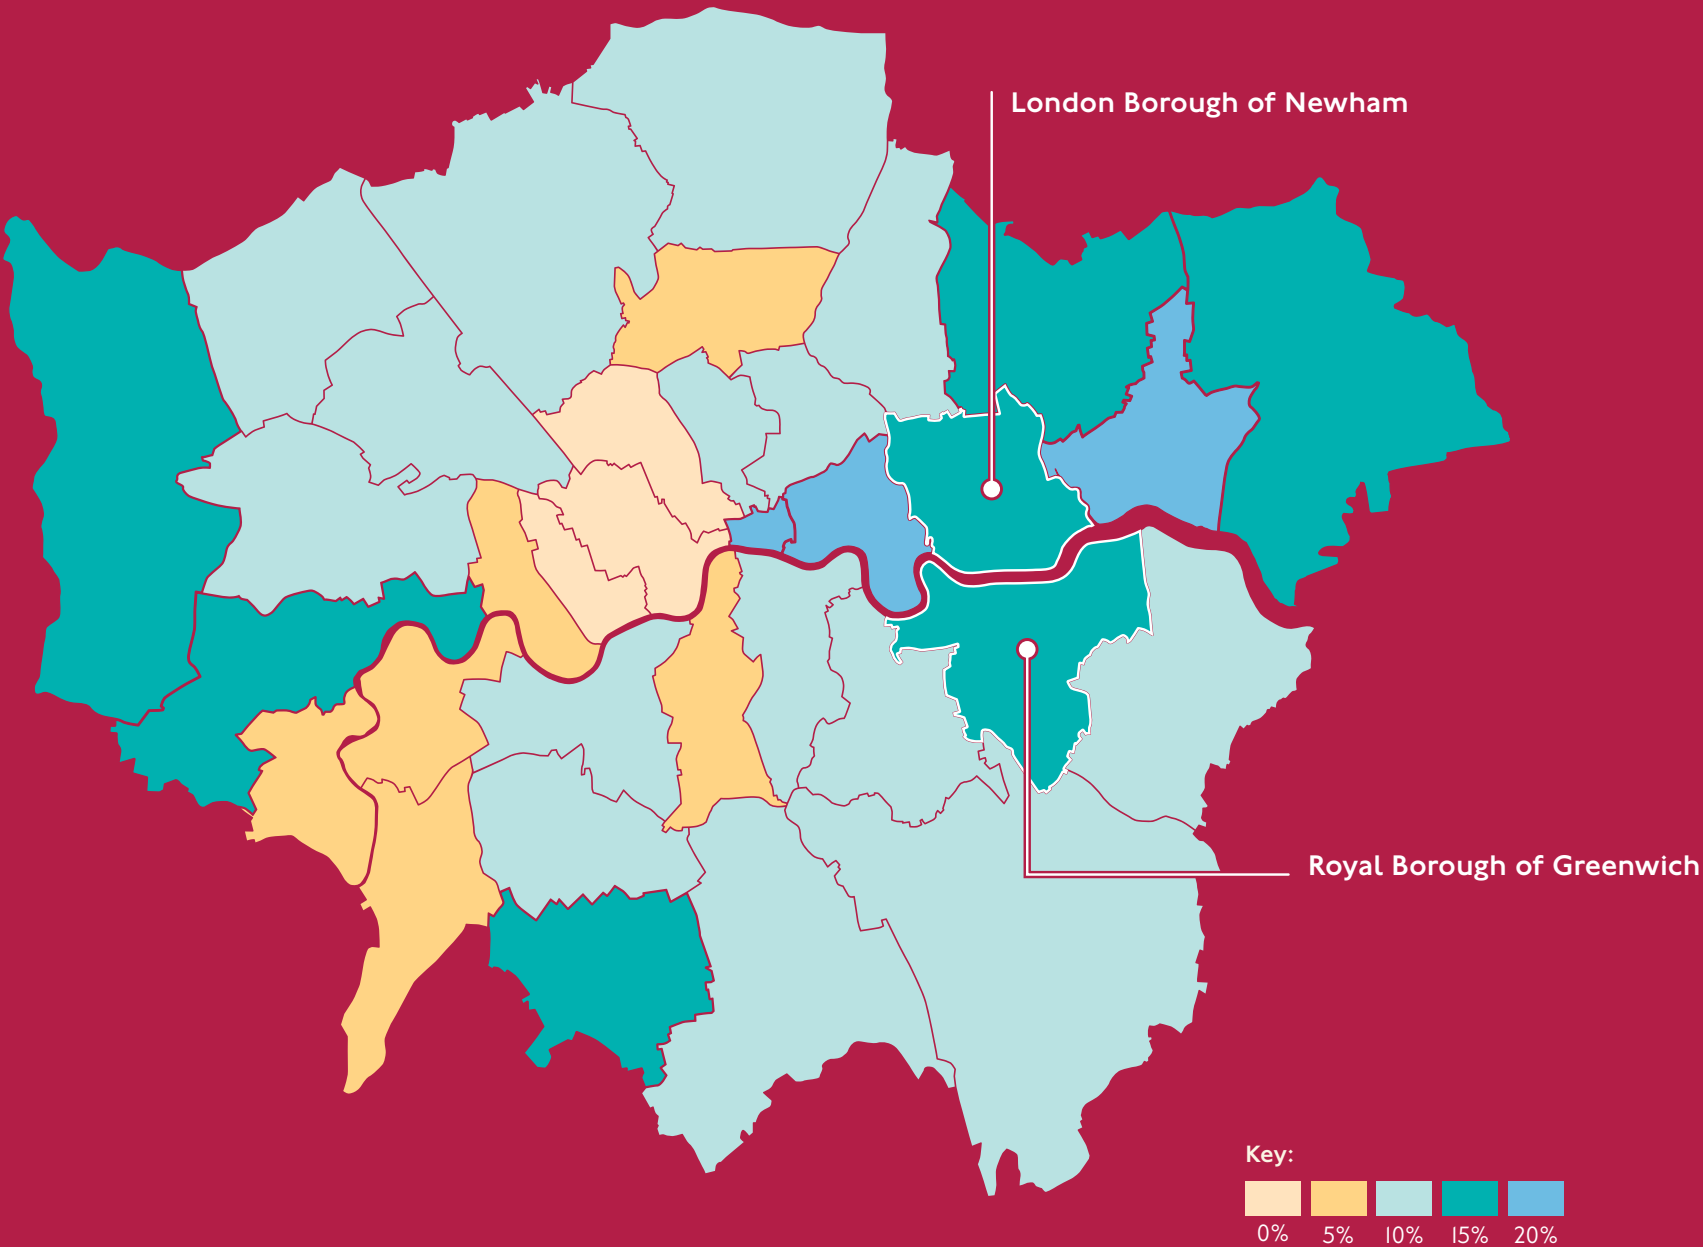 London Borough of Newham
Royal Borough of Greenwich
Key:
0% 5% 10% 15% 20%